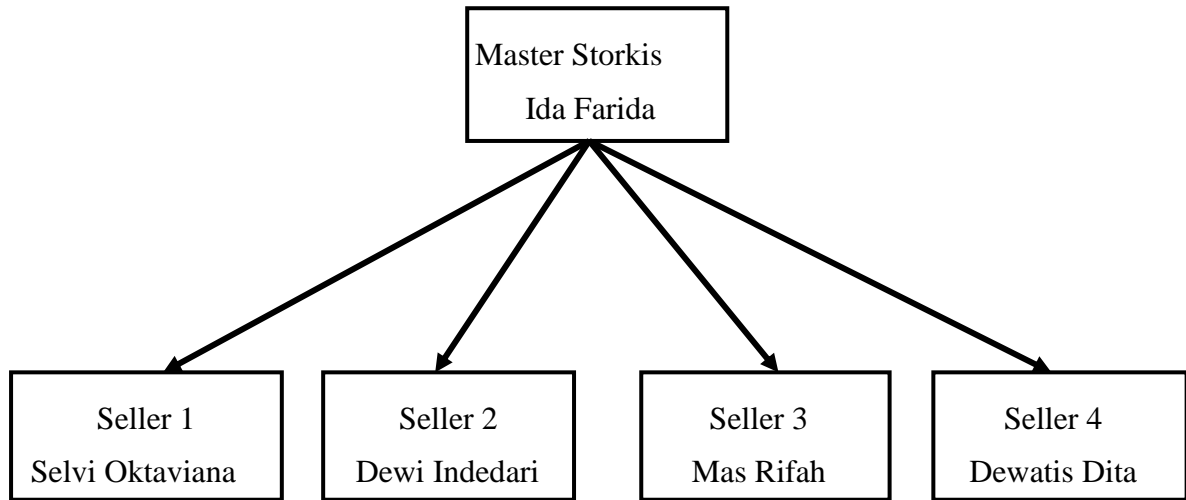 Master Storkis
Ida Farida
Seller 1
Selvi Oktaviana
Seller 2
Dewi Indedari
Seller 3
Mas Rifah
Seller 4
Dewatis Dita